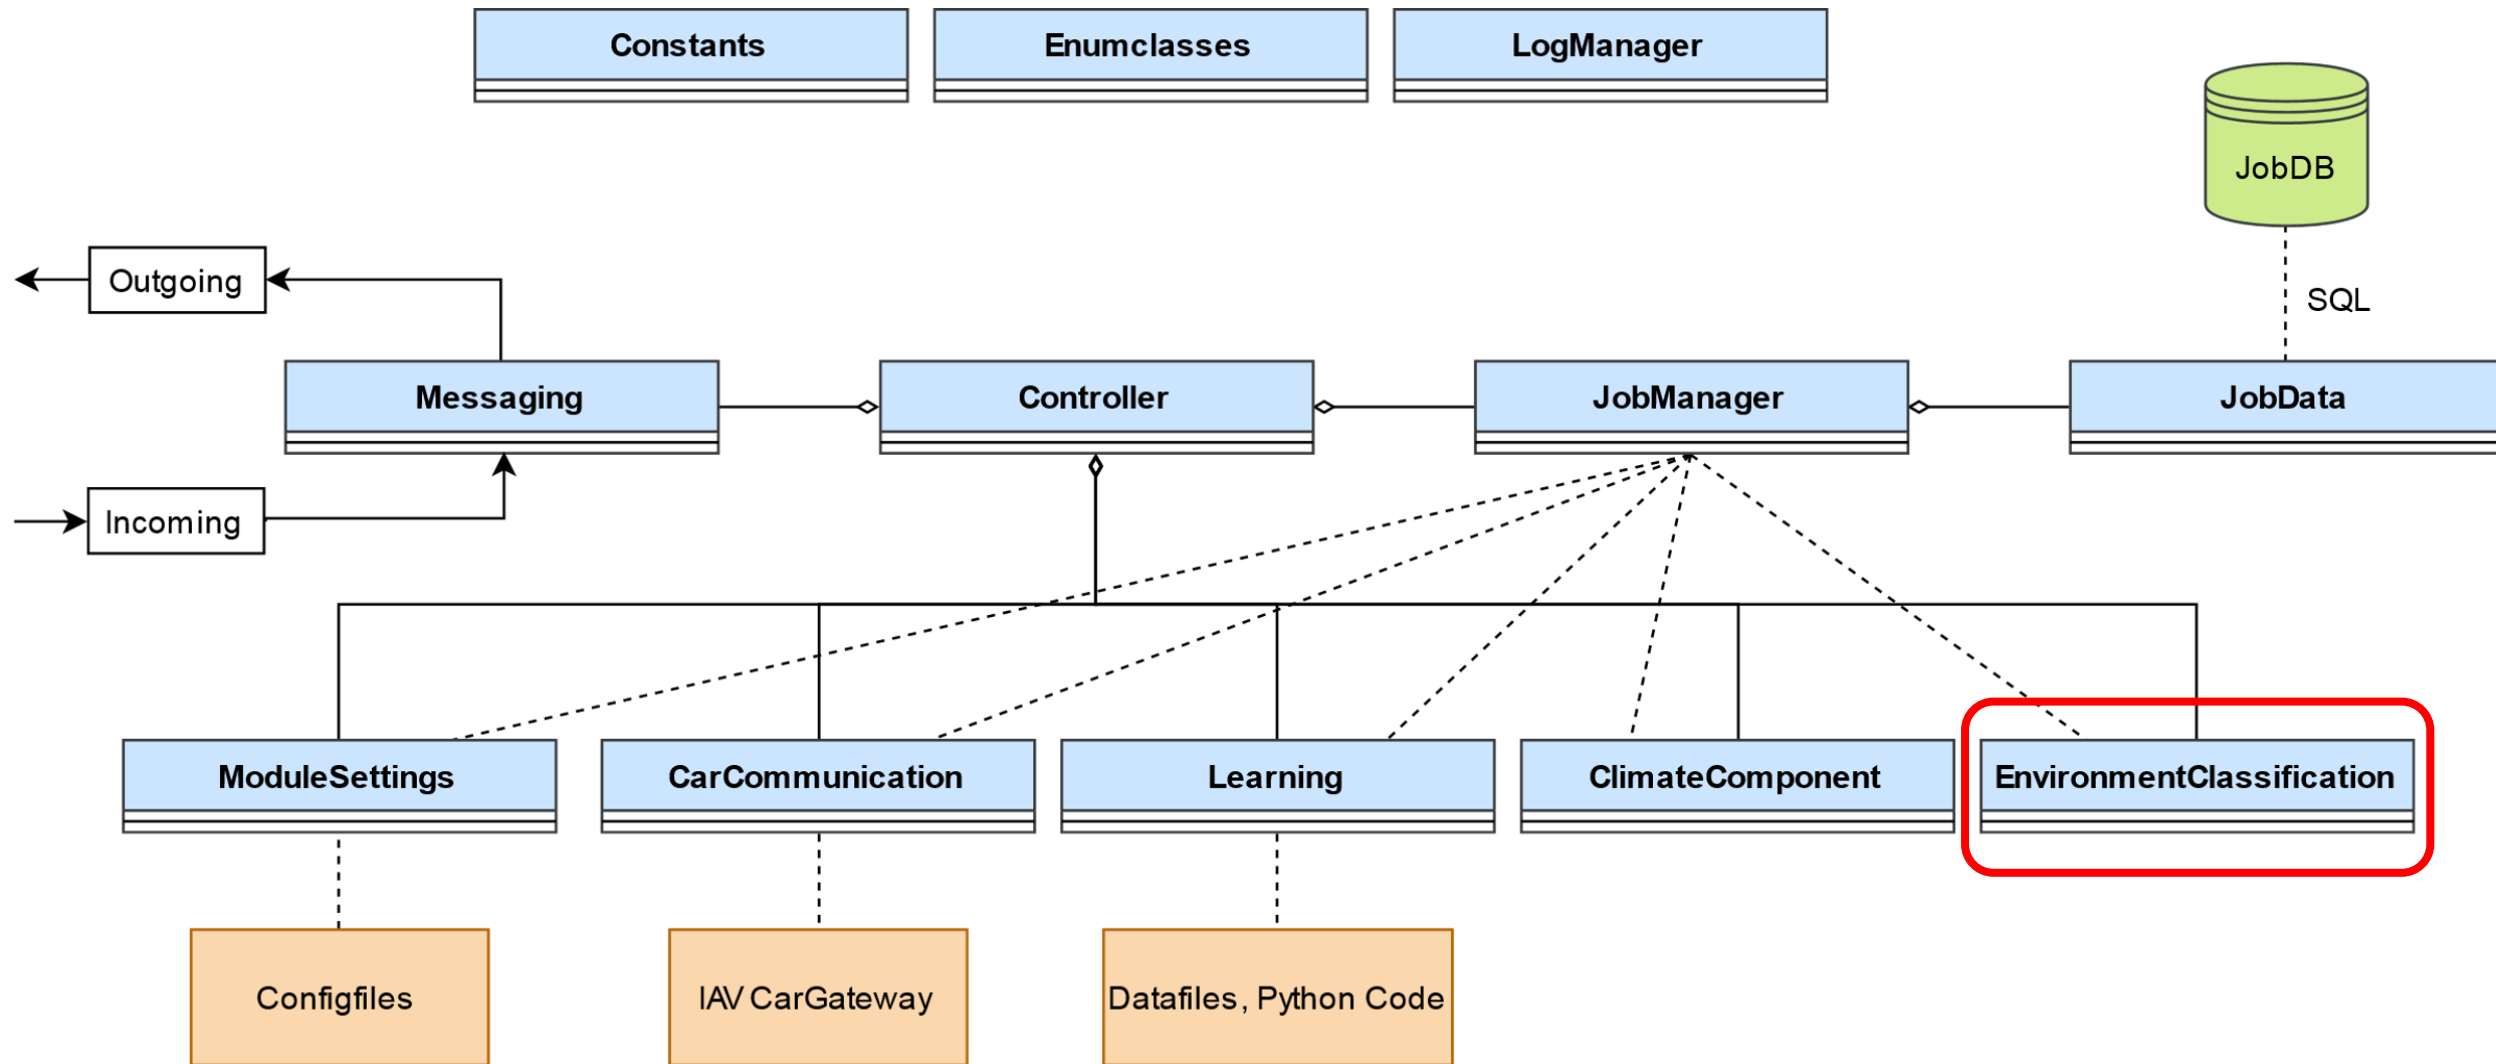 Constants
Enumclasses
LogManager
JobDB
Outgoing
SQL
Messaging
Controller
JobManager
JobData
Incoming
ModuleSettings
CarCommunication
Learning
ClimateComponent
EnvironmentClassification
Configfiles
IAV CarGateway
Datafiles, Python Code